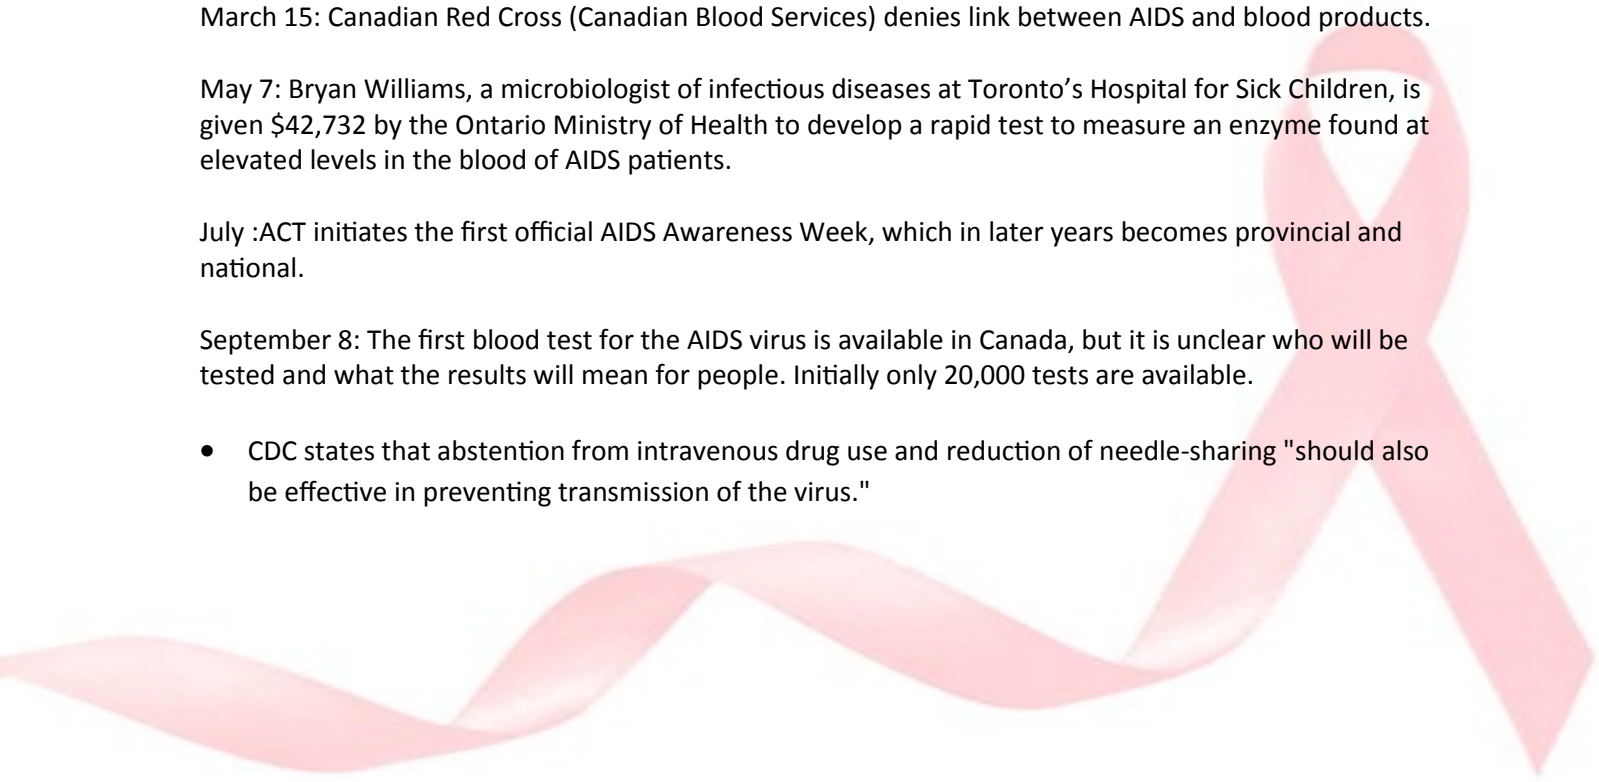 March 15: Canadian Red Cross (Canadian Blood Services) denies link between AIDS and blood products.
May 7: Bryan Williams, a microbiologist of infectious diseases at Toronto’s Hospital for Sick Children, is
given $42,732 by the Ontario Ministry of Health to develop a rapid test to measure an enzyme found at
elevated levels in the blood of AIDS patients.
July :ACT initiates the first official AIDS Awareness Week, which in later years becomes provincial and
national.
September 8: The first blood test for the AIDS virus is available in Canada, but it is unclear who will be
tested and what the results will mean for people. Initially only 20,000 tests are available.
• CDC states that abstention from intravenous drug use and reduction of needle-sharing "should also
be effective in preventing transmission of the virus."